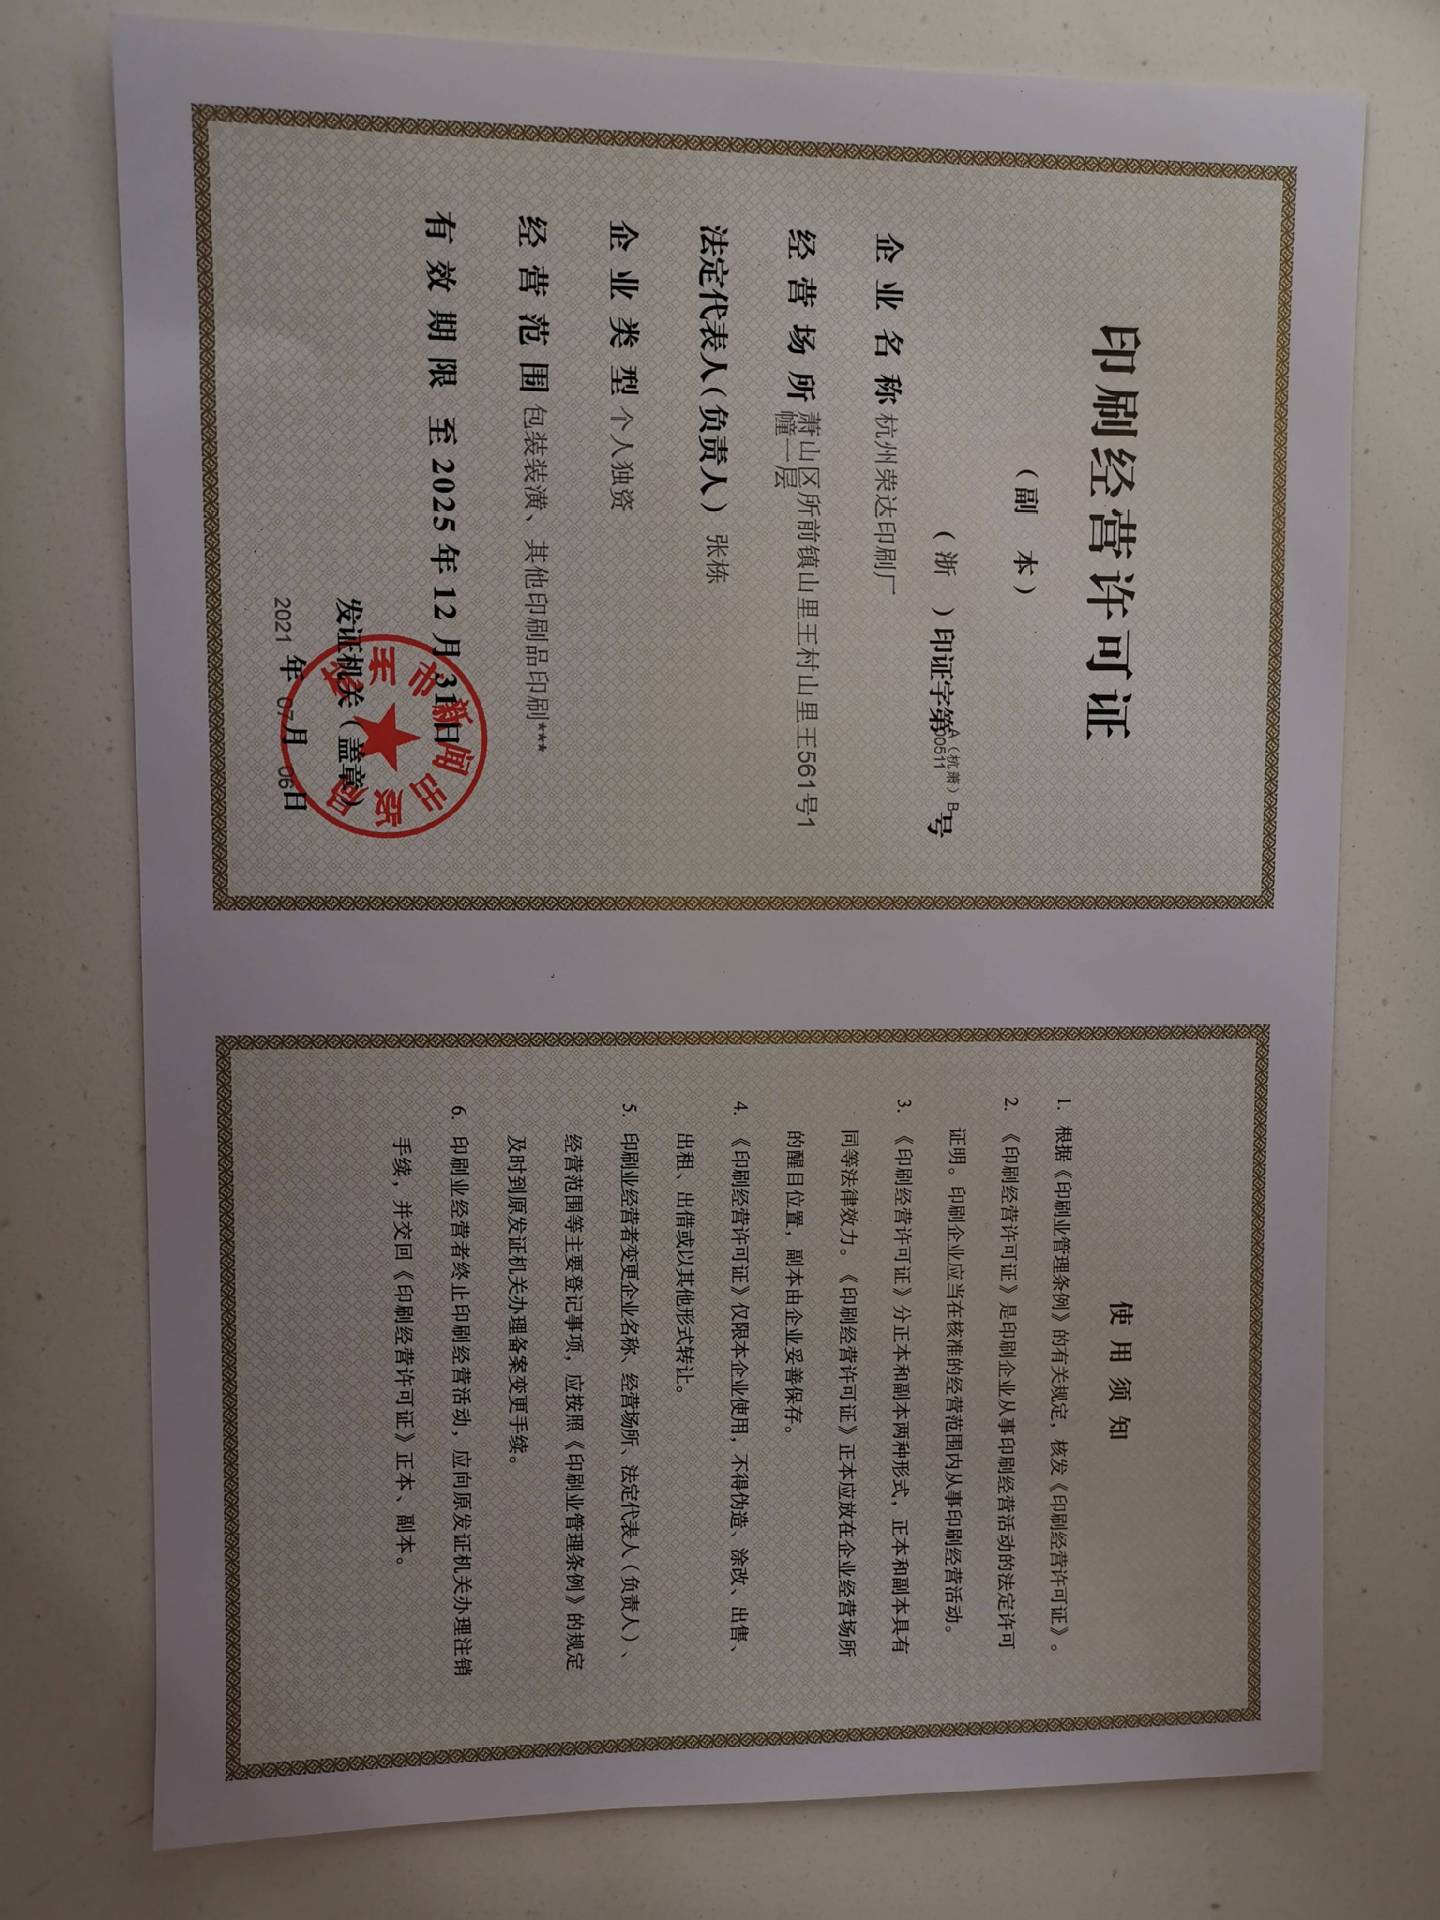 印刷经营许可证
（副 本）
（浙 ）印证字第A（杭萧）B00511号
企业名称 杭州荣达印刷厂
经营场所 萧山区所前镇山里王村山里王561号1
幢一层
法定代表人（负责人）张栋
企业类型 个人独资
经营范围 包装装潢、其他印刷品印刷***
有效期限 至2025年12月31日
发证机关（盖章）
2021年07月06日
使用须知
1. 根据《印刷业管理条例》的有关规定，核发《印刷经营许可证》。
2. 《印刷经营许可证》是印刷企业从事印刷经营活动的法定许可
证明。印刷企业应当在核准的经营范围内从事印刷经营活动。
3. 《印刷经营许可证》分正本和副本两种形式，正本和副本具有
同等法律效力。《印刷经营许可证》正本应放在企业经营场所
的醒目位置，副本由企业妥善保存。
4. 《印刷经营许可证》仅限本企业使用，不得伪造、涂改、出售、
出租、出借或以其他形式转让。
5. 印刷业经营者变更企业名称、经营场所、法定代表人（负责人）、
经营范围等主要登记事项，应按照《印刷业管理条例》的规定
及时到原发证机关办理备案变更手续。
6. 印刷业经营者终止印刷经营活动，应向原发证机关办理注销
手续，并交回《印刷经营许可证》正本、副本。